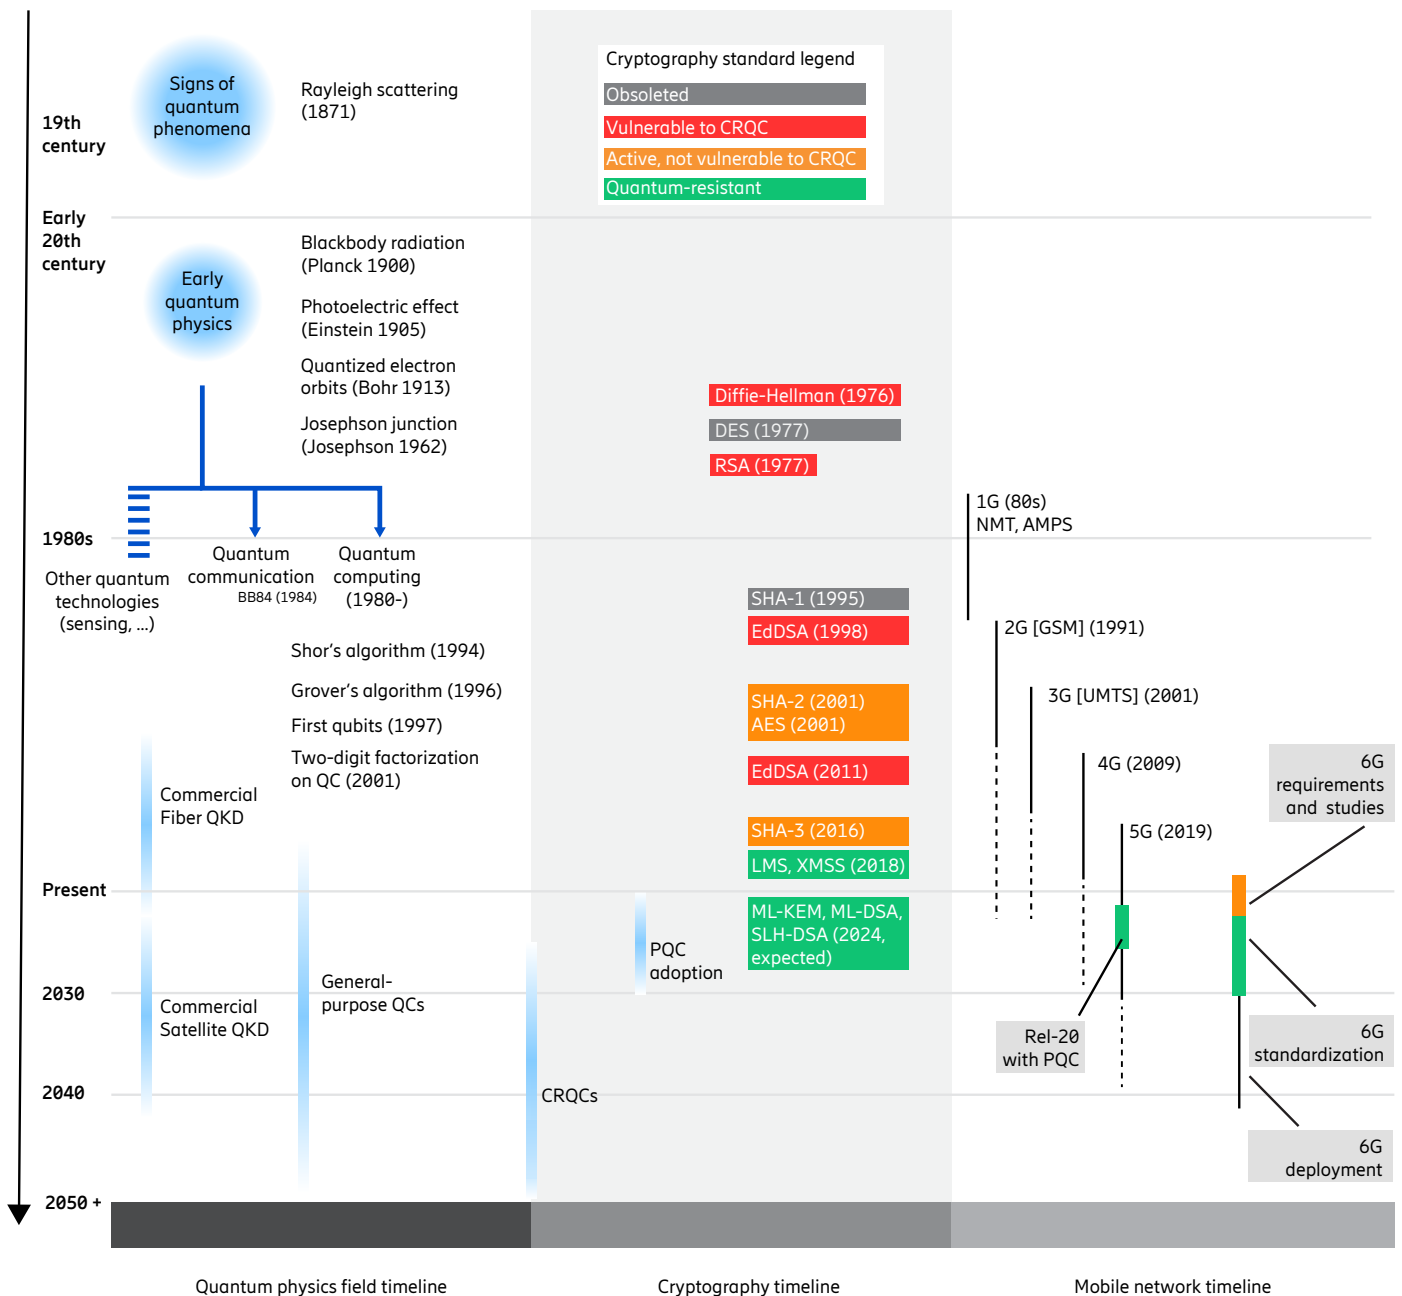 19th
century
Signs of
quantum
phenomena
Rayleigh scattering
(1871)
Cryptography standard legend
Obsoleted
Vulnerable to CRQC
Active, not vulnerable to CRQC
Quantum-resistant
Early
20th
century
Early
quantum
physics
Blackbody radiation
(Planck 1900)
Photoelectric effect
(Einstein 1905)
Quantized electron
orbits (Bohr 1913)
Josephson junction
(Josephson 1962)
Diffie-Hellman (1976)
DES (1977)
RSA (1977)
1G (80s)
NMT, AMPS
1980s
Other quantum
technologies
(sensing, ...)
Quantum
communication
BB84 (1984)
Quantum
computing
(1980-)
Shor's algorithm (1994)
Grover's algorithm (1996)
First qubits (1997)
Two-digit factorization
on QC (2001)
SHA-1 (1995)
EdDSA (1998)
SHA-2 (2001)
AES (2001)
EdDSA (2011)
SHA-3 (2016)
LMS, XMSS (2018)
2G [GSM] (1991)
3G [UMTS] (2001)
4G (2009)
5G (2019)
6G
requirements
and studies
Commercial
Fiber QKD
Present
ML-KEM, ML-DSA,
SLH-DSA (2024,
expected)
PQC
adoption
General-
purpose QCs
2030
Commercial
Satellite QKD
Rel-20
with PQC
6G
standardization
2040
CRQCs
6G
deployment
2050 +
Quantum physics field timeline
Cryptography timeline
Mobile network timeline